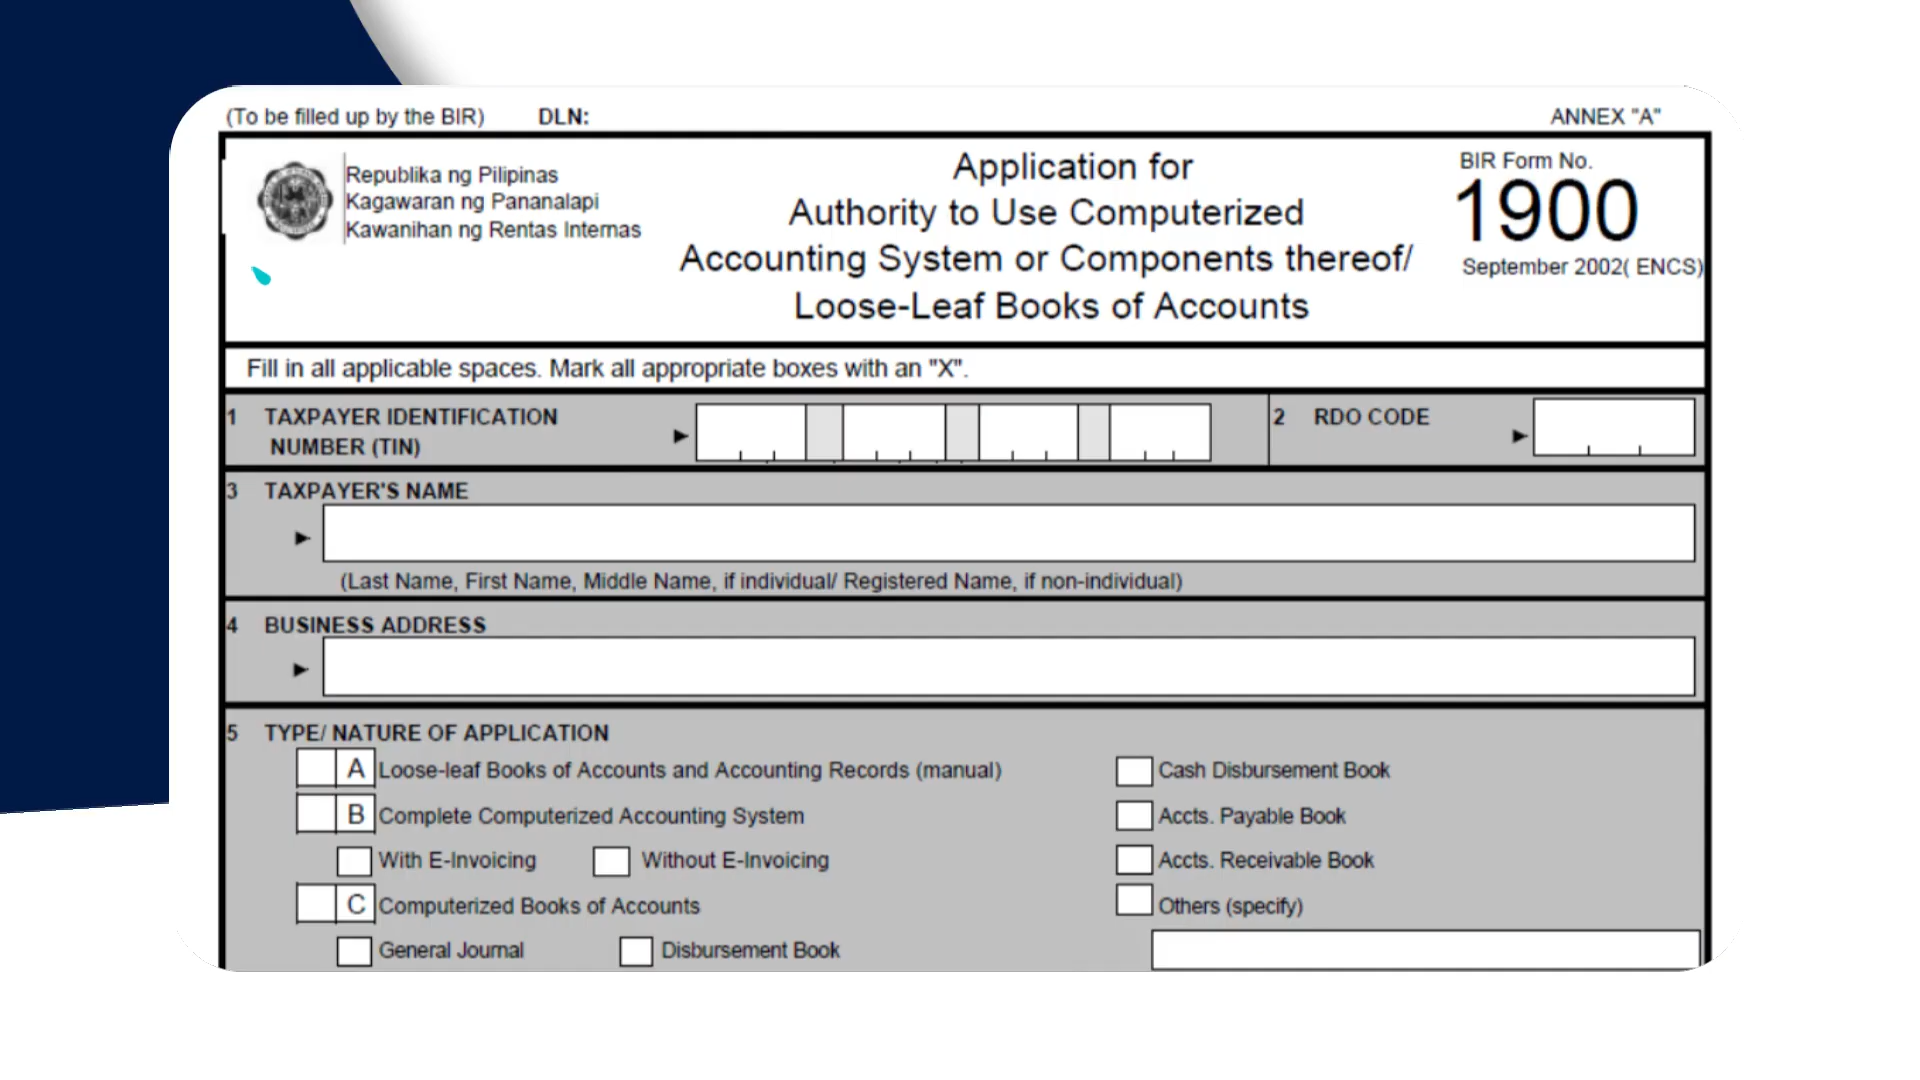 (To be filled up by the BIR) DLN: ANNEX "A"
Republika ng Pilipinas
Kagawaran ng Pananalapi
Kawanihan ng Rentas Internas
Application for
Authority to Use Computerized
Accounting System or Components thereof/
Loose-Leaf Books of Accounts
BIR Form No.
1900
September 2002( ENCS)
Fill in all applicable spaces. Mark all appropriate boxes with an "X".
1 TAXPAYER IDENTIFICATION
NUMBER (TIN)
2 RDO CODE
3 TAXPAYER'S NAME
(Last Name, First Name, Middle Name, if individual/ Registered Name, if non-individual)
4 BUSINESS ADDRESS
5 TYPE/ NATURE OF APPLICATION
A Loose-leaf Books of Accounts and Accounting Records (manual)
B Complete Computerized Accounting System
With E-Invoicing Without E-Invoicing
C Computerized Books of Accounts
General Journal Disbursement Book
Cash Disbursement Book
Accts. Payable Book
Accts. Receivable Book
Others (specify)